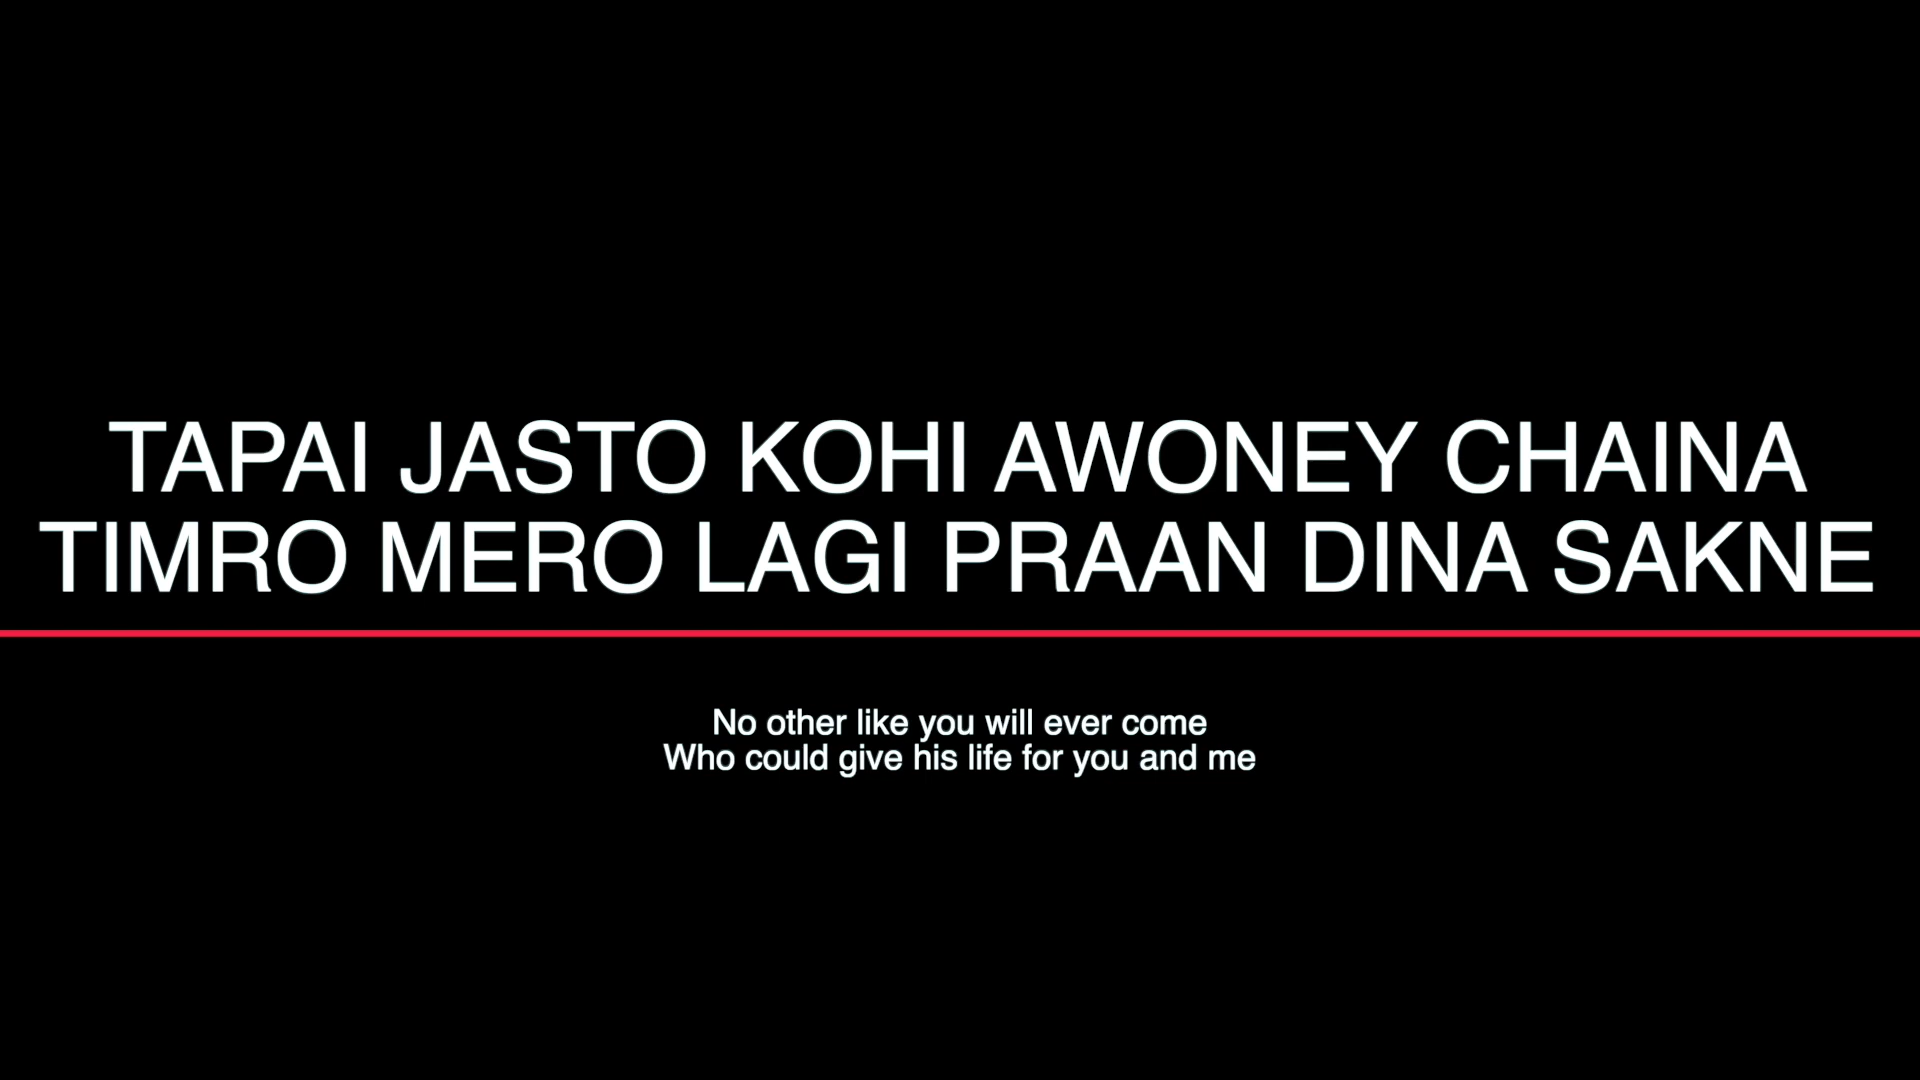 TAPAI JASTO KOHI AWONEY CHAINA
TIMRO MERO LAGI PRAAN DINA SAKNE
No other like you will ever come
Who could give his life for you and me